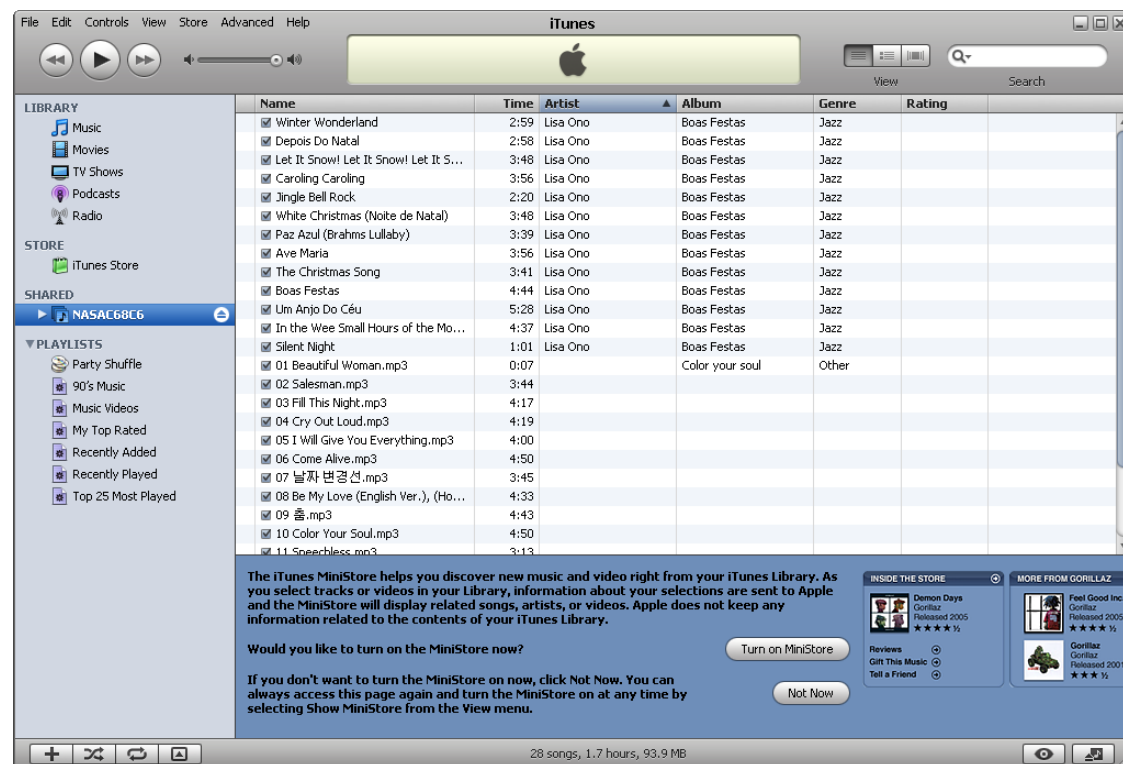 File Edit Controls View Store Advanced Help
iTunes
View
Search
LIBRARY
Music
Movies
TV Shows
Podcasts
Radio
STORE
iTunes Store
SHARED
NASAC68C6
PLAYLISTS
Party Shuffle
90's Music
Music Videos
My Top Rated
Recently Added
Recently Played
Top 25 Most Played
Name Time Artist Album Genre Rating
Winter Wonderland 2:59 Lisa Ono Boas Festas Jazz
Depois Do Natal 2:58 Lisa Ono Boas Festas Jazz
Let It Snow! Let It Snow! Let It S... 3:48 Lisa Ono Boas Festas Jazz
Caroling Caroling 3:56 Lisa Ono Boas Festas Jazz
Jingle Bell Rock 2:20 Lisa Ono Boas Festas Jazz
White Christmas (Noite de Natal) 3:48 Lisa Ono Boas Festas Jazz
Paz Azul (Brahms Lullaby) 3:39 Lisa Ono Boas Festas Jazz
Ave Maria 3:56 Lisa Ono Boas Festas Jazz
The Christmas Song 3:41 Lisa Ono Boas Festas Jazz
Boas Festas 4:44 Lisa Ono Boas Festas Jazz
Um Anjo Do Céu 5:28 Lisa Ono Boas Festas Jazz
In the Wee Small Hours of the Mo... 4:37 Lisa Ono Boas Festas Jazz
Silent Night 1:01 Lisa Ono Boas Festas Jazz
01 Beautiful Woman.mp3 0:07 Color your soul Other
02 Salesman.mp3 3:44
03 Fill This Night.mp3 4:17
04 Cry Out Loud.mp3 4:19
05 I Will Give You Everything.mp3 4:00
06 Come Alive.mp3 4:50
07 날짜 변경선.mp3 3:45
08 Be My Love (English Ver.), (Ho... 4:33
09 춤.mp3 4:43
10 Color Your Soul.mp3 4:50
11 Speechless.mp3 3:13
The iTunes MiniStore helps you discover new music and video right from your iTunes Library. As
you select tracks or videos in your Library, information about your selections are sent to Apple
and the MiniStore will display related songs, artists, or videos. Apple does not keep any
information related to the contents of your iTunes Library.
Would you like to turn on the MiniStore now?
Turn on MiniStore
If you don't want to turn the MiniStore on now, click Not Now. You can
always access this page again and turn the MiniStore on at any time by
selecting Show MiniStore from the View menu.
Not Now
INSIDE THE STORE
Demon Days
Gorillaz
Released 2005
Reviews
Gift This Music
Tell a Friend
MORE FROM GORILLAZ
Feel Good Inc
Gorillaz
Released 2005
Gorillaz
Gorillaz
Released 2001
28 songs, 1.7 hours, 93.9 MB